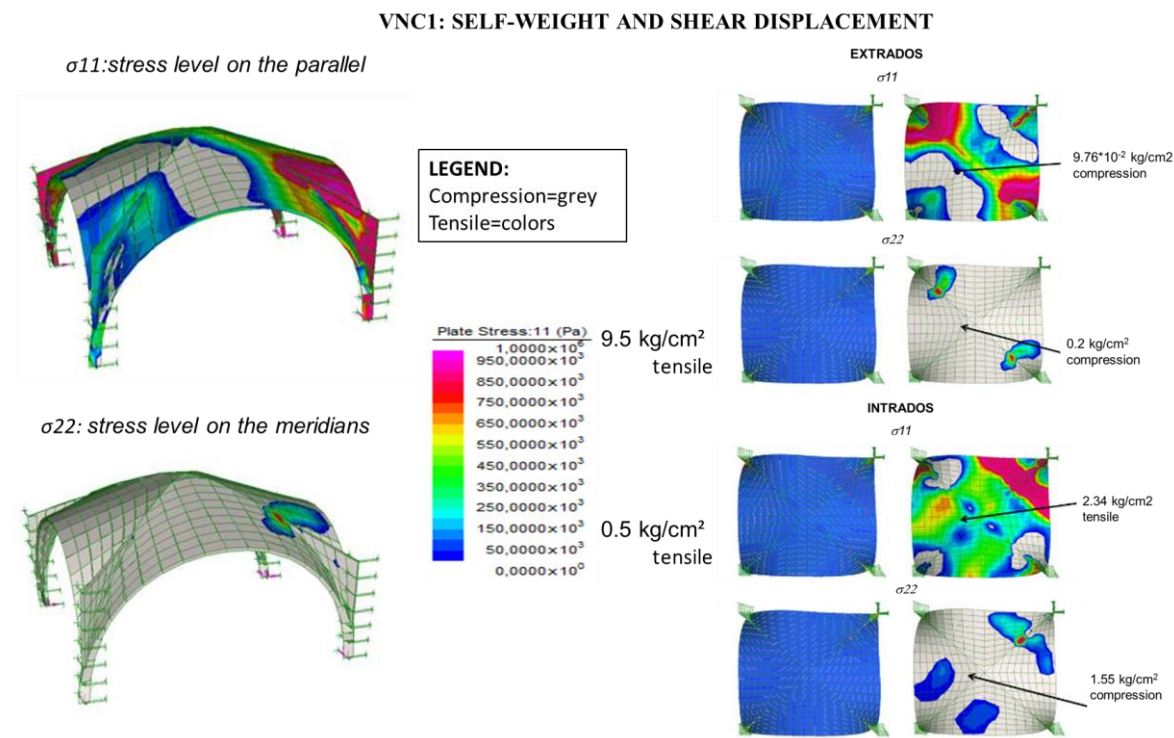 VNC1: SELF-WEIGHT AND SHEAR DISPLACEMENT
σ11:stress level on the parallel
LEGEND:
Compression=grey
Tensile=colors
σ22: stress level on the meridians
Plate Stress:11 (Pa)
1,0000×10⁶
950,0000×10³
850,0000×10³
750,0000×10³
650,0000×10³
550,0000×10³
450,0000×10³
350,0000×10³
250,0000×10³
150,0000×10³
50,0000×10³
0,0000×10⁰
9.5 kg/cm²
tensile
0.5 kg/cm²
tensile
EXTRADOS
σ11
9.76*10⁻² kg/cm2
compression
σ22
0.2 kg/cm²
compression
INTRADOS
σ11
2.34 kg/cm2
tensile
σ22
1.55 kg/cm²
compression